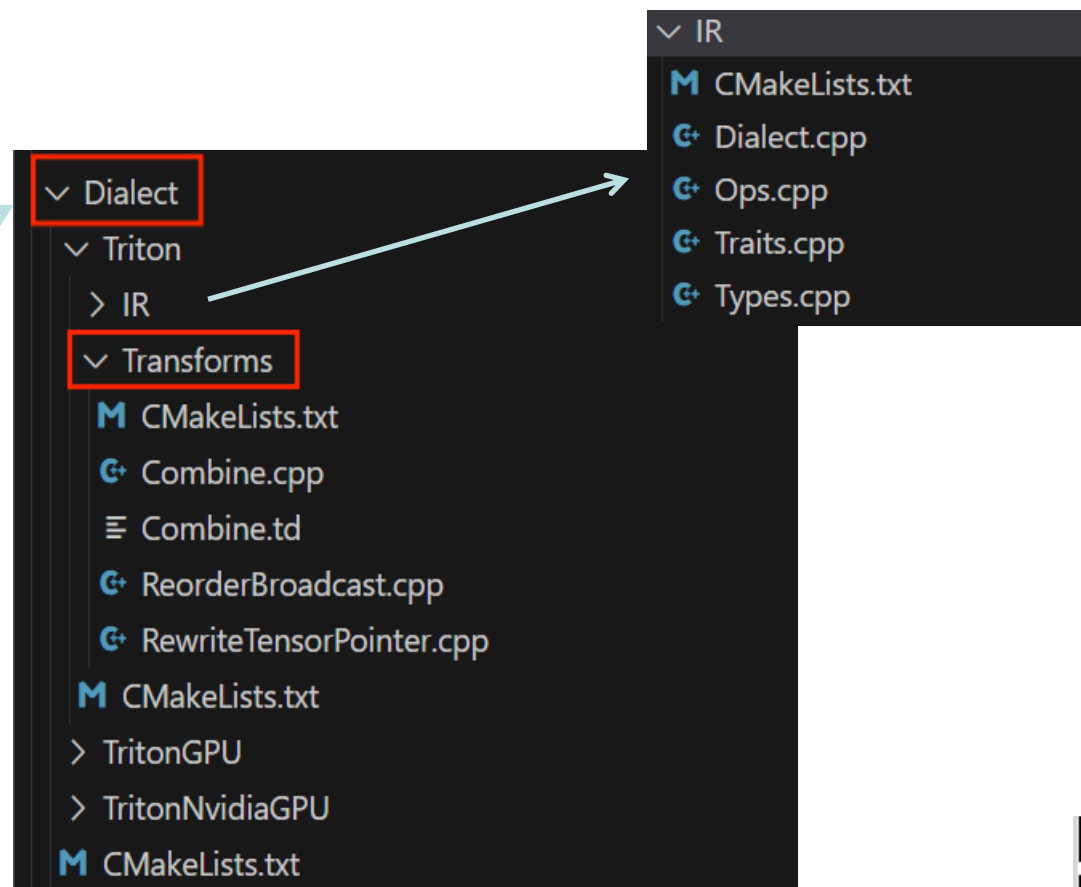 IR
CMakeLists.txt
Dialect.cpp
Ops.cpp
Traits.cpp
Types.cpp
Dialect
Triton
IR
Transforms
CMakeLists.txt
Combine.cpp
Combine.td
ReorderBroadcast.cpp
RewriteTensorPointer.cpp
CMakeLists.txt
TritonGPU
TritonNvidiaGPU
CMakeLists.txt